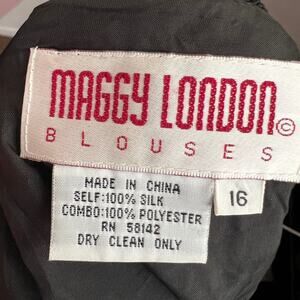 MAGGY LONDON©
BLOUSES
MADE IN CHINA
SELF:100% SILK
COMBO:100% POLYESTER
RN 58142
DRY CLEAN ONLY
16